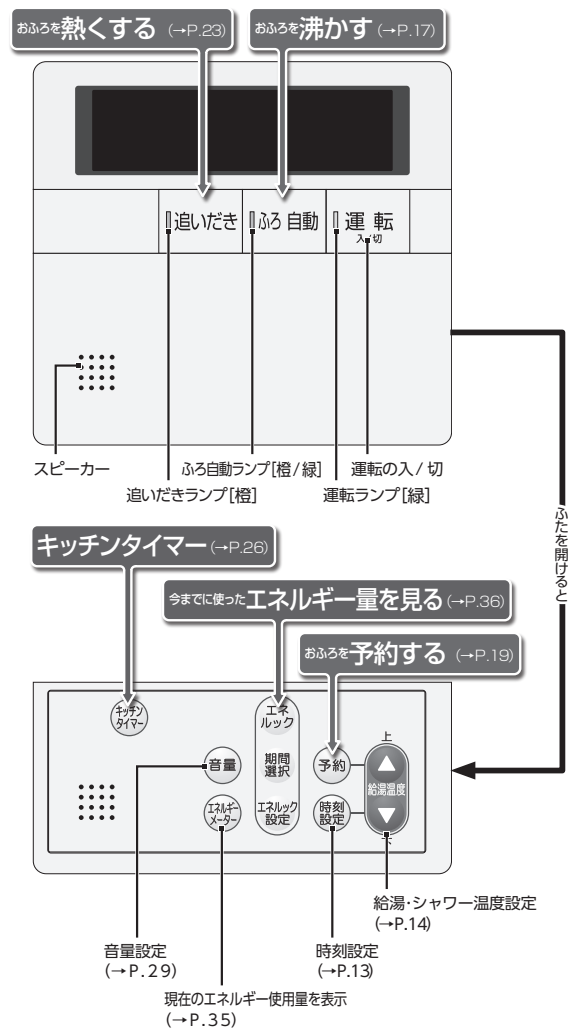 おふろを熱くする (→P.23)
おふろを沸かす (→P.17)
追いだき
ふろ 自動
運 転
入/切
スピーカー
ふろ自動ランプ[橙/緑]
運転の入/切
追いだきランプ[橙]
運転ランプ[緑]
ふたを開けると
キッチンタイマー (→P.26)
今までに使ったエネルギー量を見る (→P.36)
おふろを予約する (→P.19)
キッチン
タイマー
エネ
ルック
上
音量
期間
選択
予約
給湯温度
エネルギー
メーター
エネルック
設定
時刻
設定
下
給湯・シャワー温度設定
(→P.14)
音量設定
(→P.29)
時刻設定
(→P.13)
現在のエネルギー使用量を表示
(→P.35)